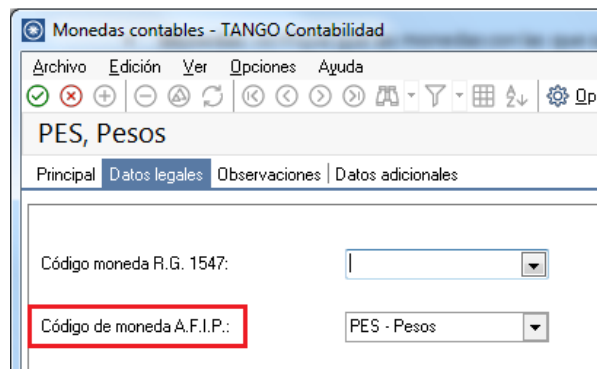 Monedas contables - TANGO Contabilidad
Archivo Edición Ver Opciones Ayuda
Op
PES, Pesos
Principal Datos legales Observaciones Datos adicionales
Código moneda R.G. 1547:
Código de moneda A.F.I.P.: PES - Pesos